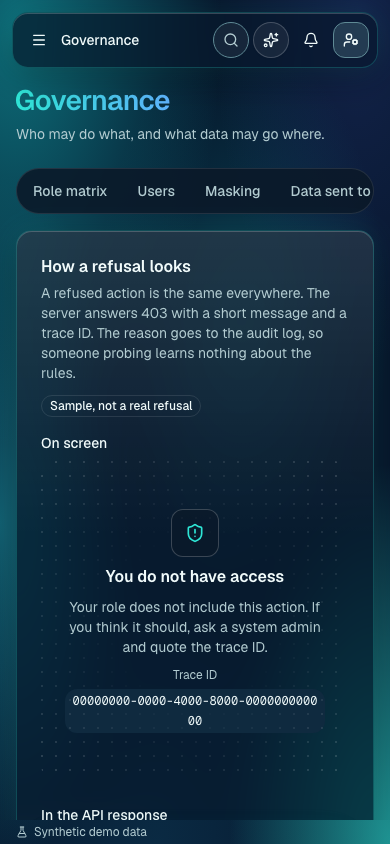 Governance
Governance
Who may do what, and what data may go where.
Role matrix Users Masking Data sent to
How a refusal looks
A refused action is the same everywhere. The
server answers 403 with a short message and a
trace ID. The reason goes to the audit log, so
someone probing learns nothing about the
rules.
Sample, not a real refusal
On screen
You do not have access
Your role does not include this action. If
you think it should, ask a system admin
and quote the trace ID.
Trace ID
00000000-0000-4000-8000-0000000000
00
In the API response
Synthetic demo data